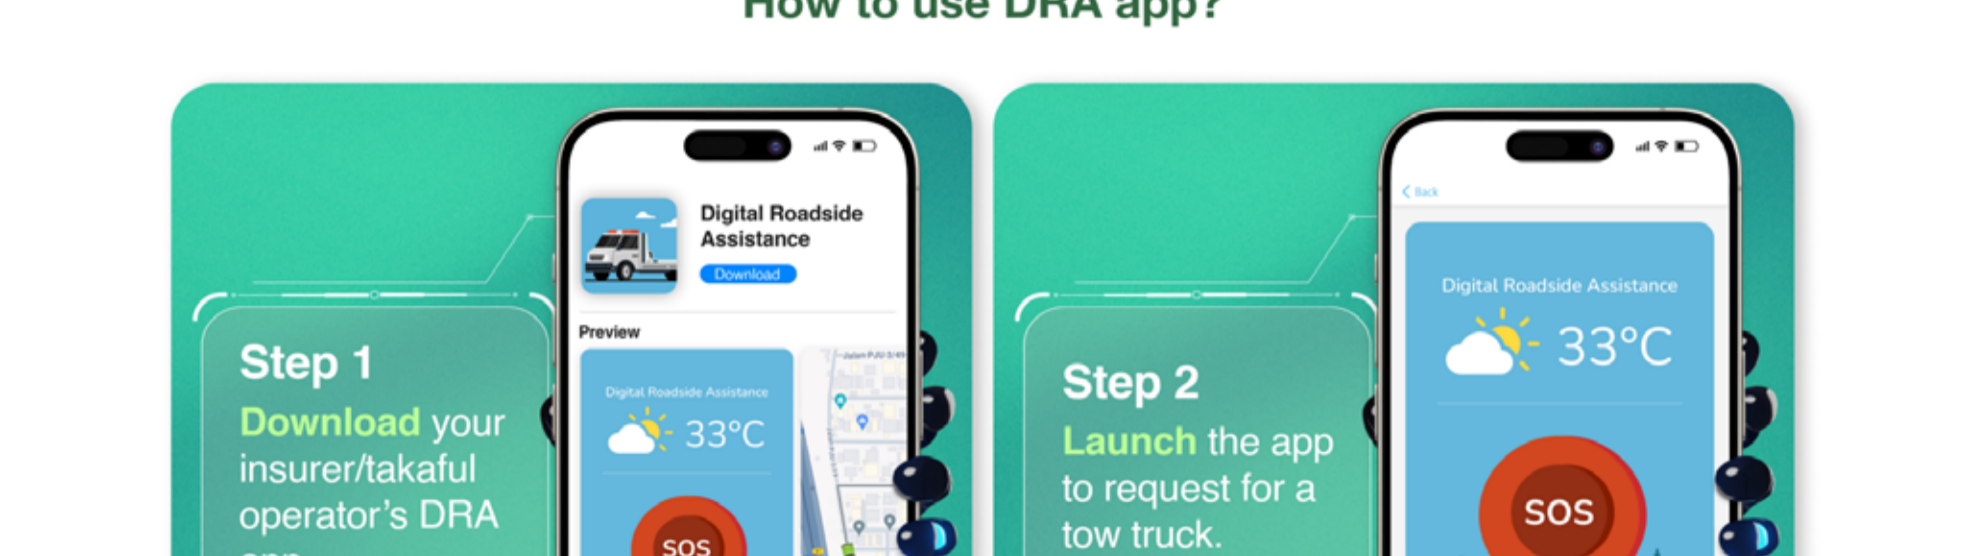 How to use DRA app?
Step 1
Download your
insurer/takaful
operator's DRA
app.
Digital Roadside
Assistance
Download
Preview
Digital Roadside Assistance
33°C
SOS
Step 2
Launch the app
to request for a
tow truck.
Back
Digital Roadside Assistance
33°C
SOS